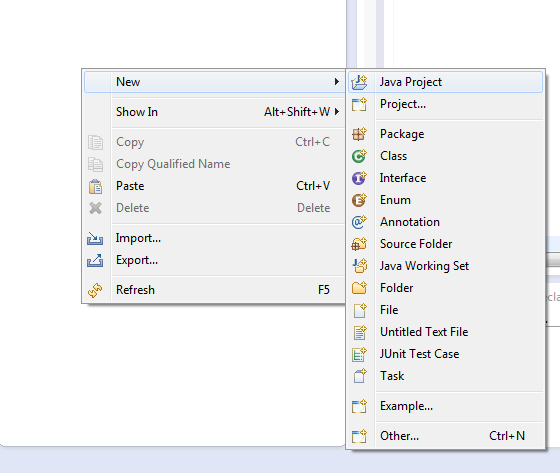 New
Show In Alt+Shift+W
Copy Ctrl+C
Copy Qualified Name
Paste Ctrl+V
Delete Delete
Import...
Export...
Refresh F5
Java Project
Project...
Package
Class
Interface
Enum
Annotation
Source Folder
Java Working Set
Folder
File
Untitled Text File
JUnit Test Case
Task
Example...
Other... Ctrl+N